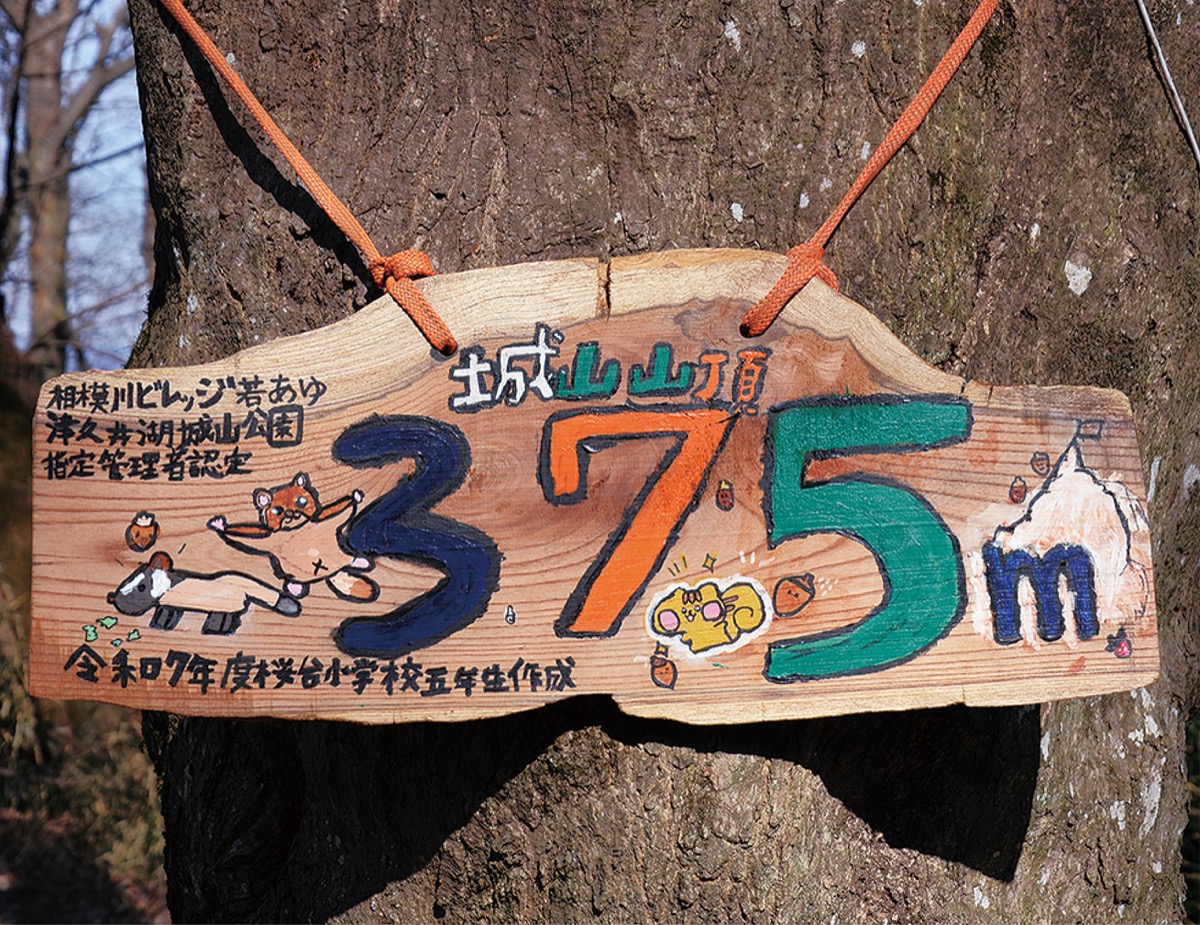 城山山頂
375m
相模川ビレッジ若あゆ
津久井湖城山公園
指定管理者認定
令和7年度桜台小学校五年生作成